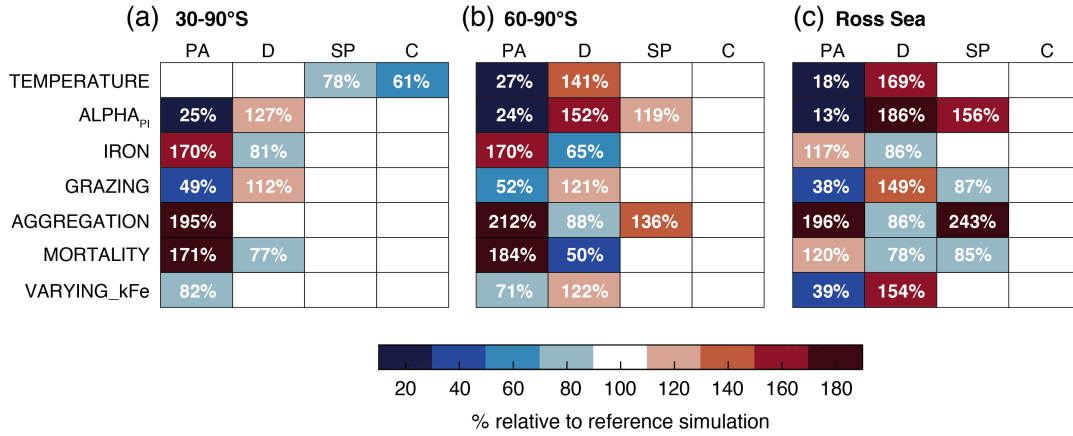 (a) 30-90°S (b) 60-90°S (c) Ross Sea
PA D SP C PA D SP C PA D SP C
TEMPERATURE 78% 61% 27% 141% 18% 169%
ALPHA_PI 25% 127% 24% 152% 119% 13% 186% 156%
IRON 170% 81% 170% 65% 117% 86%
GRAZING 49% 112% 52% 121% 38% 149% 87%
AGGREGATION 195% 212% 88% 136% 196% 86% 243%
MORTALITY 171% 77% 184% 50% 120% 78% 85%
VARYING_kFe 82% 71% 122% 39% 154%
20 40 60 80 100 120 140 160 180
% relative to reference simulation